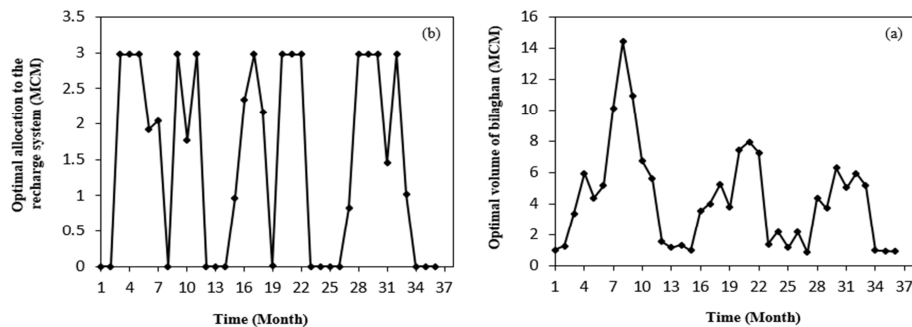 (b)
Optimal allocation to the
recharge system (MCM)
3.5
3
2.5
2
1.5
1
0.5
0
1 4 7 10 13 16 19 22 25 28 31 34 37
Time (Month)
(a)
Optimal volume of bilaghan (MCM)
16
14
12
10
8
6
4
2
0
1 4 7 10 13 16 19 22 25 28 31 34 37
Time (Month)